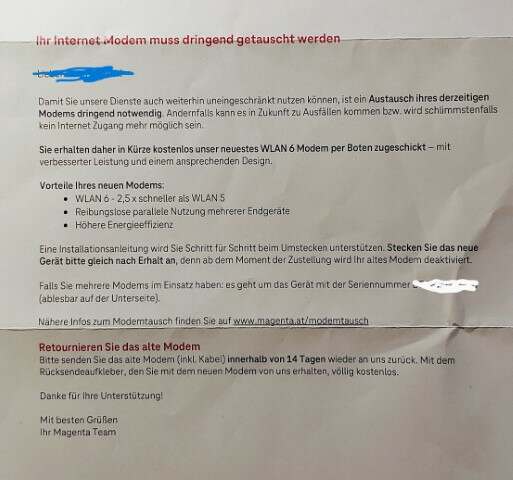 Ihr Internet Modem muss dringend getauscht werden
Damit Sie unsere Dienste auch weiterhin uneingeschränkt nutzen können, ist ein Austausch ihres derzeitigen
Modems dringend notwendig. Andernfalls kann es in Zukunft zu Ausfällen kommen bzw. wird schlimmstenfalls
kein Internet Zugang mehr möglich sein.
Sie erhalten daher in Kürze kostenlos unser neuestes WLAN 6 Modem per Boten zugeschickt – mit
verbesserter Leistung und einem ansprechenden Design.
Vorteile Ihres neuen Modems:
• WLAN 6 - 2,5 x schneller als WLAN 5
• Reibungslose parallele Nutzung mehrerer Endgeräte
• Höhere Energieeffizienz
Eine Installationsanleitung wird Sie Schritt für Schritt beim Umstecken unterstützen. Stecken Sie das neue
Gerät bitte gleich nach Erhalt an, denn ab dem Moment der Zustellung wird Ihr altes Modem deaktiviert.
Falls Sie mehrere Modems im Einsatz haben: es geht um das Gerät mit der Seriennummer
(ablesbar auf der Unterseite).
Nähere Infos zum Modemtausch finden Sie auf www.magenta.at/modemtausch
Retournieren Sie das alte Modem
Bitte senden Sie das alte Modem (inkl. Kabel) innerhalb von 14 Tagen wieder an uns zurück. Mit dem
Rücksendeaufkleber, den Sie mit dem neuen Modem von uns erhalten, völlig kostenlos.
Danke für Ihre Unterstützung!
Mit besten Grüßen
Ihr Magenta Team